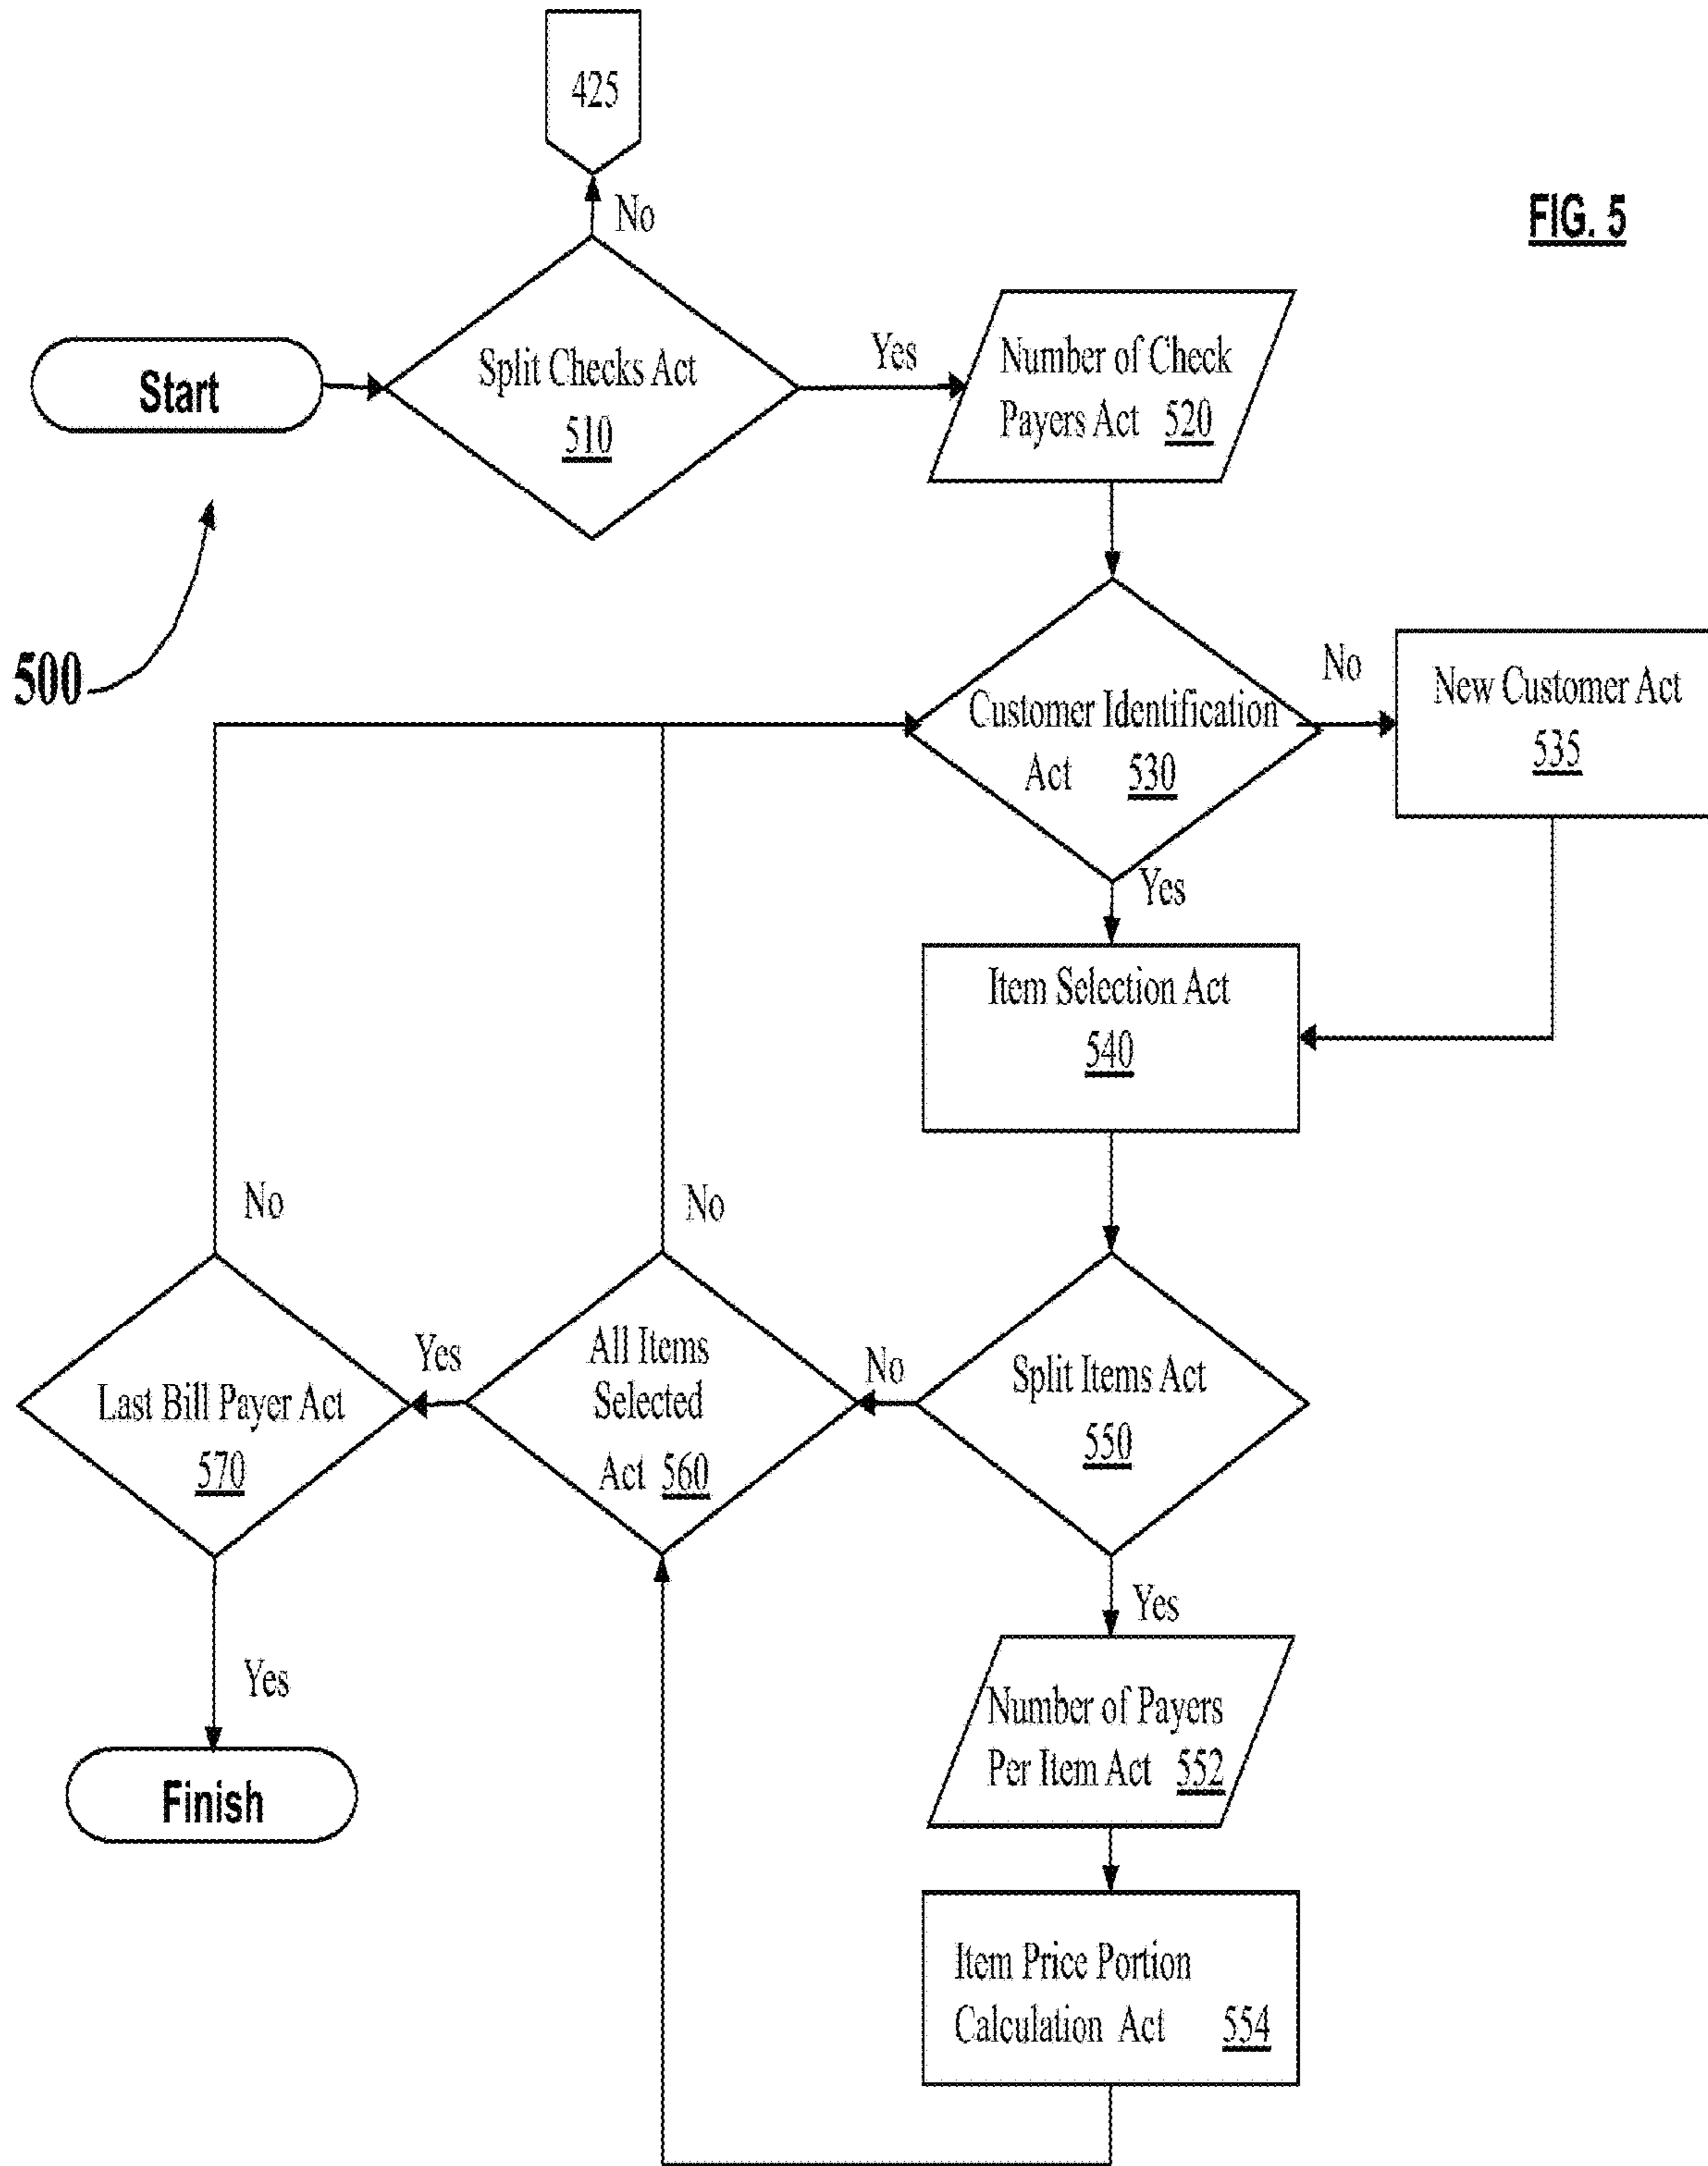 425
No
FIG. 5
Start
Split Checks Act
510
Yes
Number of Check
Payers Act 520
500
Customer Identification
Act 530
No
New Customer Act
535
Yes
Item Selection Act
540
No
No
Last Bill Payer Act
570
Yes
All Items
Selected
Act 560
No
Split Items Act
550
Yes
Yes
Number of Payers
Per Item Act 552
Finish
Item Price Portion
Calculation Act 554